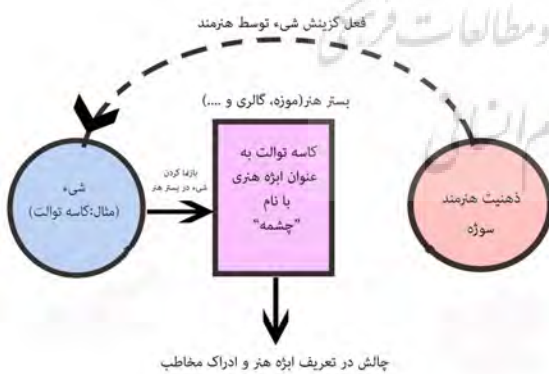 فعل گزینش شیء توسط هنرمند
و مطالعات فرهنگی
بستر هنر(موزه، گالری و ....)
ذهنیت هنرمند
سوژه
کاسه توالت به
عنوان ابژه هنری
با نام
"چشمه"
بازنما کردن
شیء در بستر هنر
شیء
(مثال:کاسه توالت)
چالش در تعریف ابژه هنر و ادراک مخاطب